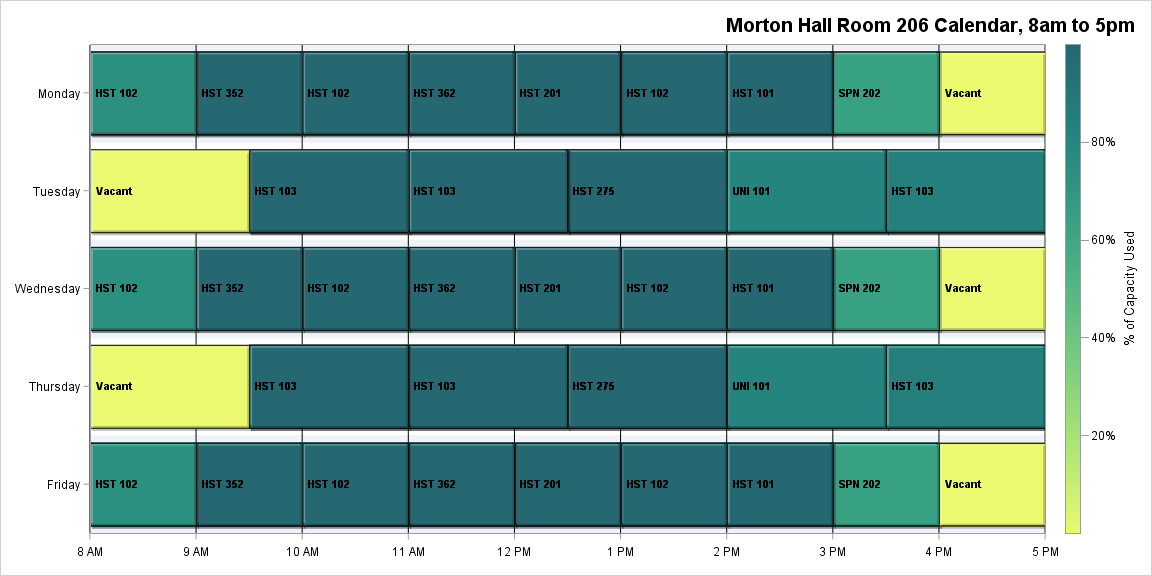 Morton Hall Room 206 Calendar, 8am to 5pm
Monday HST 102 HST 352 HST 102 HST 362 HST 201 HST 102 HST 101 SPN 202 Vacant
80%
Tuesday Vacant HST 103 HST 103 HST 275 UNI 101 HST 103
60%
Wednesday HST 102 HST 352 HST 102 HST 362 HST 201 HST 102 HST 101 SPN 202 Vacant
% of Capacity Used
40%
Thursday Vacant HST 103 HST 103 HST 275 UNI 101 HST 103
20%
Friday HST 102 HST 352 HST 102 HST 362 HST 201 HST 102 HST 101 SPN 202 Vacant
8 AM 9 AM 10 AM 11 AM 12 PM 1 PM 2 PM 3 PM 4 PM 5 PM